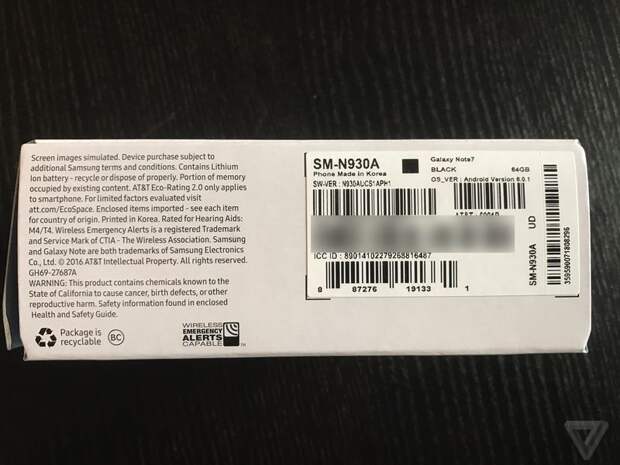 Screen images simulated. Device purchase subject to
additional Samsung terms and conditions. Contains Lithium
Ion battery - recycle or dispose of properly. Portion of memory
occupied by existing content. AT&T Eco-Rating 2.0 only applies
to smartphone. For limited factors evaluated visit
att.com/EcoSpace. Enclosed items imported - see each item
for country of origin. Printed in Korea. Rated for Hearing Aids:
M4/T4. Wireless Emergency Alerts is a registered Trademark
and Service Mark of CTIA - The Wireless Association. Samsung
and Galaxy Note are both trademarks of Samsung Electronics
Co., Ltd. © 2016 AT&T Intellectual Property. All rights reserved.
GH69-27687A
WARNING: This product contains chemicals known to the
State of California to cause cancer, birth defects, or other
reproductive harm. Safety information found in enclosed
Health and Safety Guide.
Package is
recyclable
BC
WIRELESS
EMERGENCY
ALERTS
CAPABLE™
SM-N930A
Phone Made in Korea
Galaxy Note7
BLACK 64GB
SW-VER : N930AUCS1APH1
OS_VER : Android Version 6.0.1
ICC ID : 89014102279268816487
8 87276 19133 1
SM-N930A UD
359590071808296